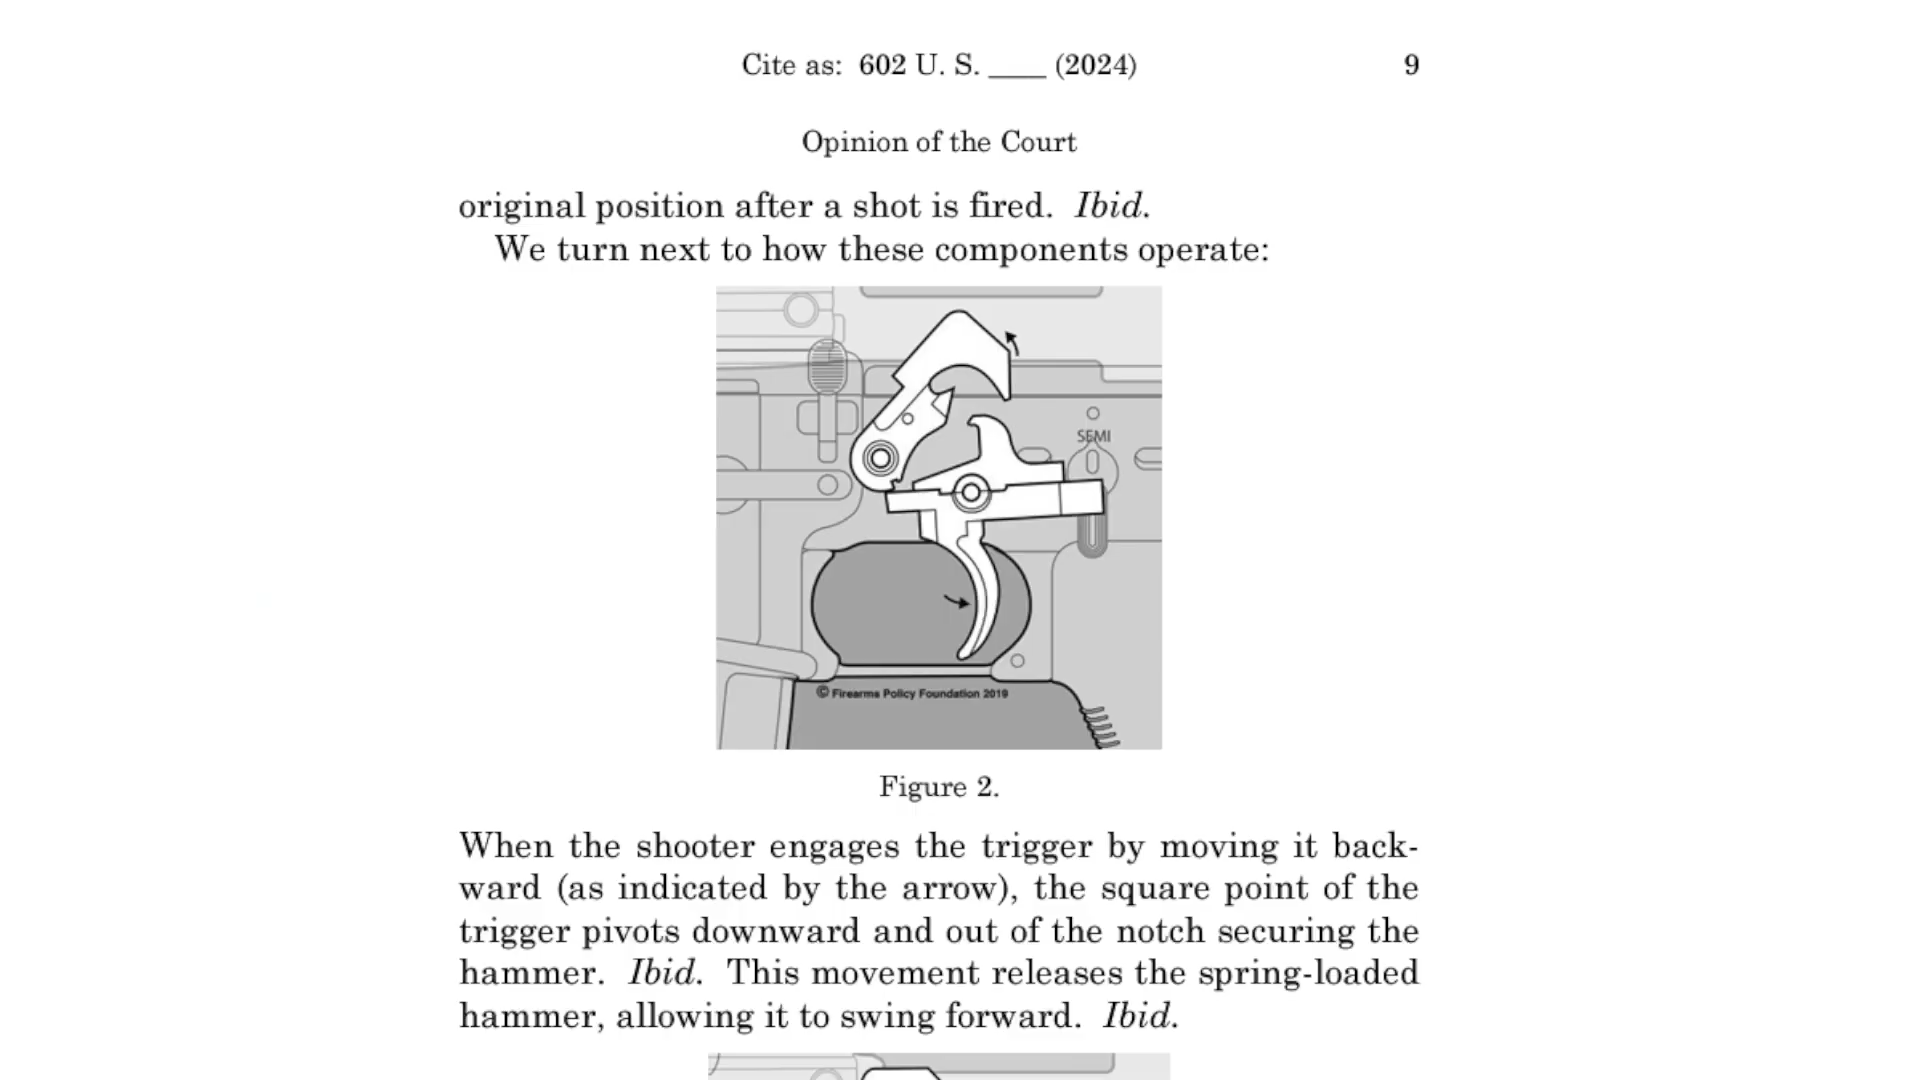 Cite as: 602 U. S. ____ (2024) 9
Opinion of the Court
original position after a shot is fired. Ibid.
We turn next to how these components operate:
SEMI
© Firearms Policy Foundation 2019
Figure 2.
When the shooter engages the trigger by moving it back-
ward (as indicated by the arrow), the square point of the
trigger pivots downward and out of the notch securing the
hammer. Ibid. This movement releases the spring-loaded
hammer, allowing it to swing forward. Ibid.